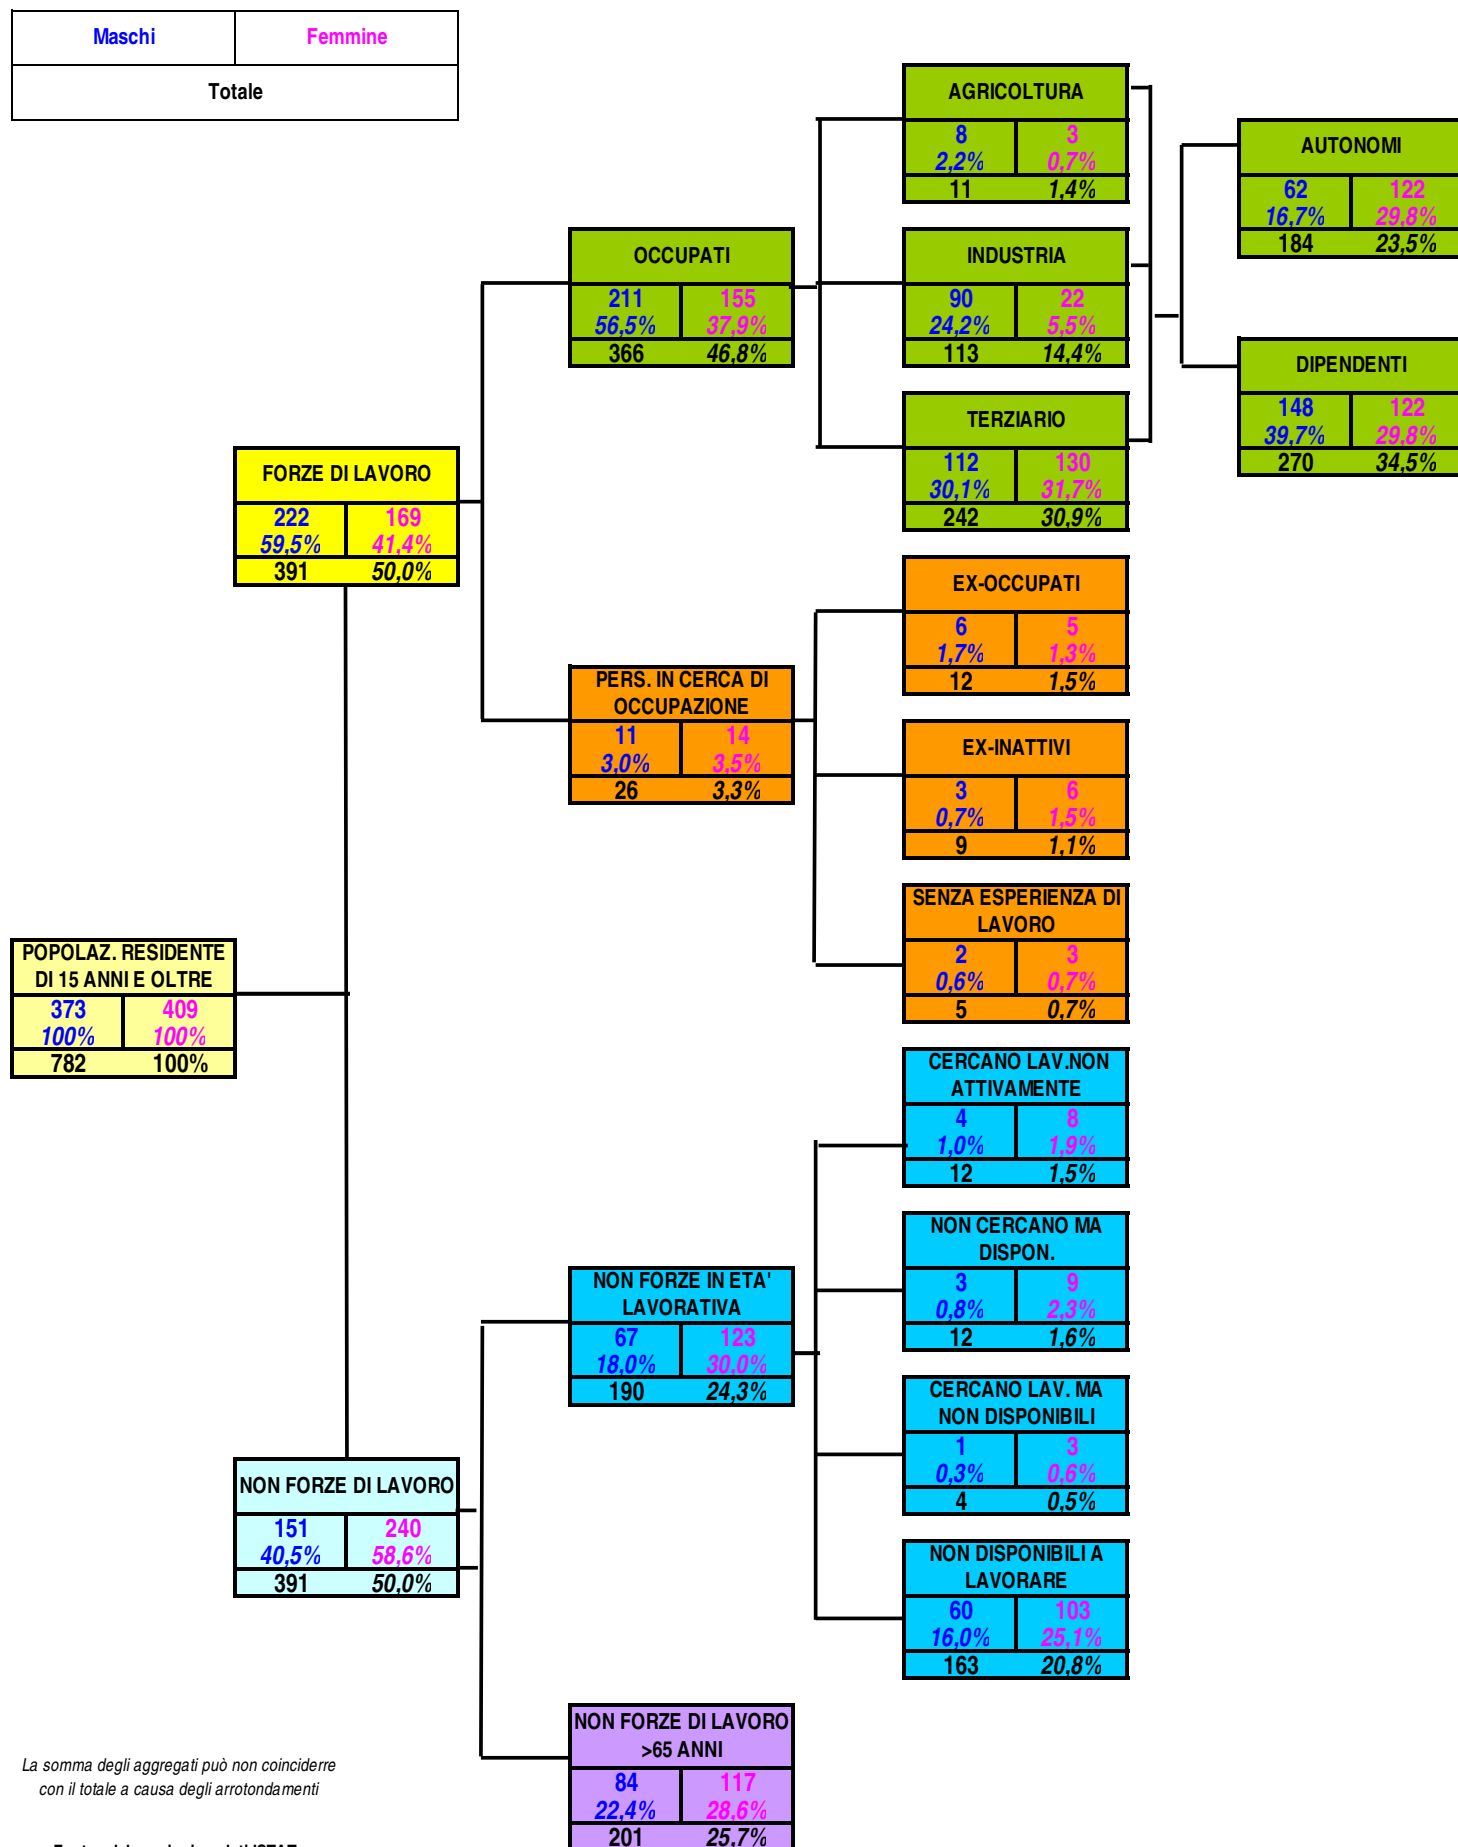 Maschi Femmine
Totale
AGRICOLTURA
8 3
2,2% 0,7%
11 1,4%
AUTONOMI
62 122
16,7% 29,8%
184 23,5%
OCCUPATI
211 155
56,5% 37,9%
366 46,8%
INDUSTRIA
90 22
24,2% 5,5%
113 14,4%
DIPENDENTI
148 122
39,7% 29,8%
270 34,5%
TERZIARIO
112 130
30,1% 31,7%
242 30,9%
FORZE DI LAVORO
222 169
59,5% 41,4%
391 50,0%
EX-OCCUPATI
6 5
1,7% 1,3%
12 1,5%
PERS. IN CERCA DI
OCCUPAZIONE
11 14
3,0% 3,5%
26 3,3%
EX-INATTIVI
3 6
0,7% 1,5%
9 1,1%
SENZA ESPERIENZA DI
LAVORO
2 3
0,6% 0,7%
5 0,7%
POPOLAZ. RESIDENTE
DI 15 ANNI E OLTRE
373 409
100% 100%
782 100%
CERCANO LAV.NON
ATTIVAMENTE
4 8
1,0% 1,9%
12 1,5%
NON CERCANO MA
DISPON.
3 9
0,8% 2,3%
12 1,6%
NON FORZE IN ETA'
LAVORATIVA
67 123
18,0% 30,0%
190 24,3%
CERCANO LAV. MA
NON DISPONIBILI
1 3
0,3% 0,6%
4 0,5%
NON FORZE DI LAVORO
151 240
40,5% 58,6%
391 50,0%
NON DISPONIBILI A
LAVORARE
60 103
16,0% 25,1%
163 20,8%
NON FORZE DI LAVORO
>65 ANNI
84 117
22,4% 28,6%
201 25,7%
La somma degli aggregati può non coinciderre
con il totale a causa degli arrotondamenti